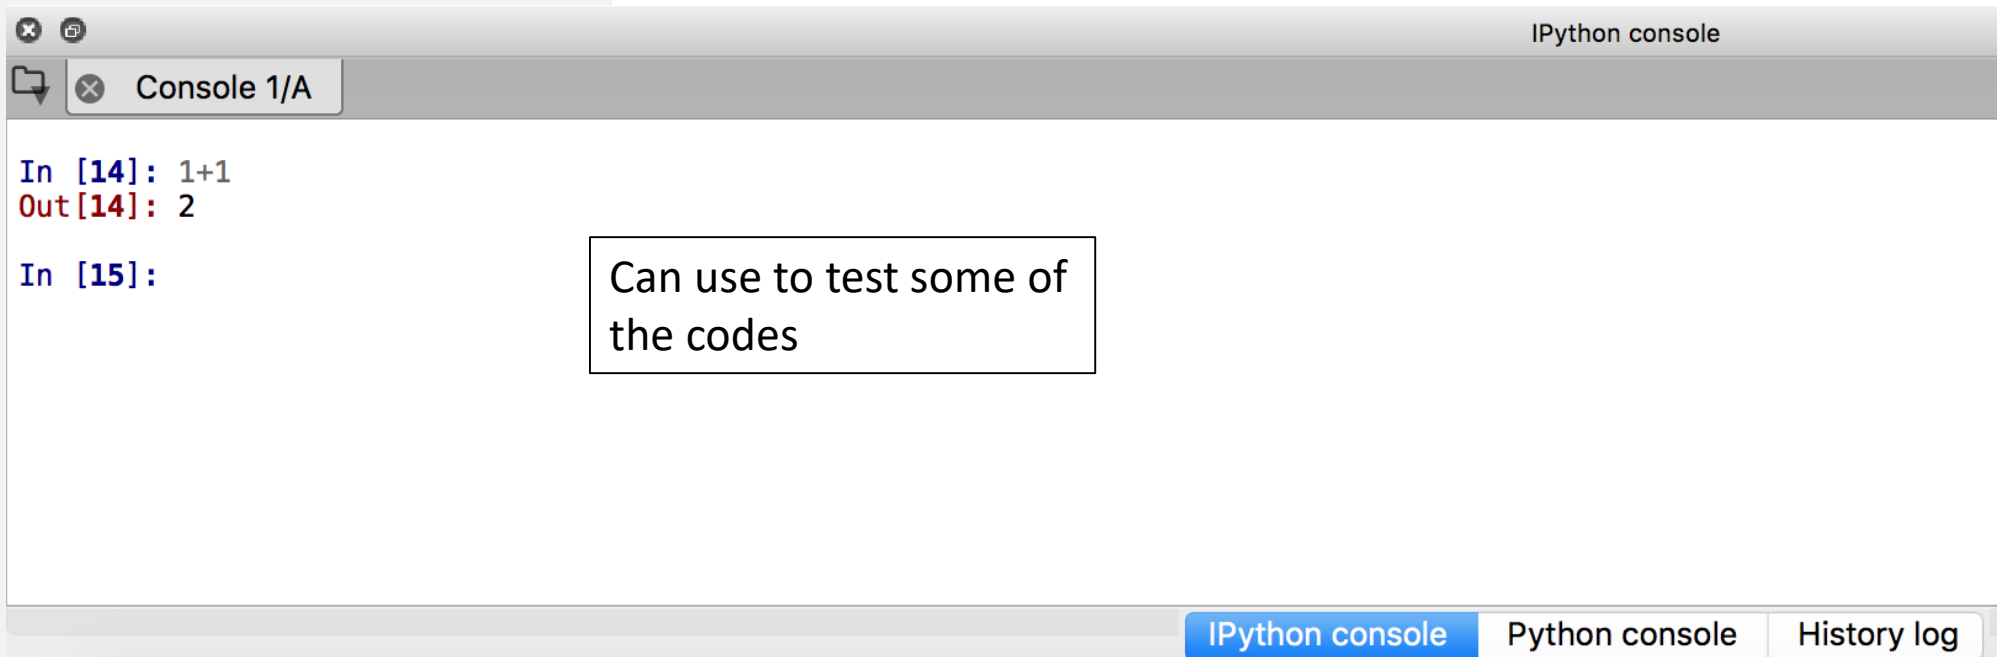 IPython console
Console 1/A
In [14]: 1+1
Out[14]: 2
In [15]:
Can use to test some of
the codes
IPython console Python console History log